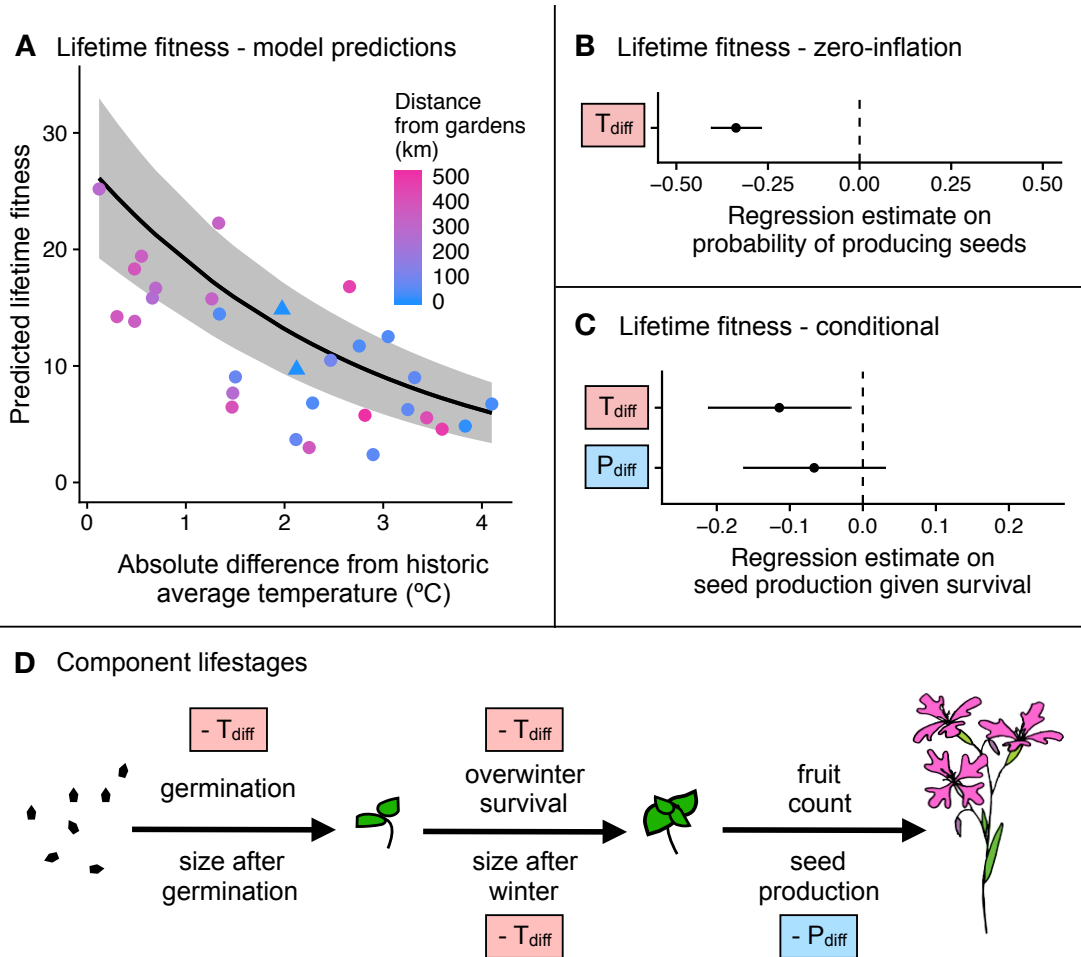 A Lifetime fitness - model predictions
Predicted lifetime fitness
30
20
10
0
0 1 2 3 4
Absolute difference from historic
average temperature (ºC)
Distance
from gardens
(km)
500
400
300
200
100
0
B Lifetime fitness - zero-inflation
Tdiff
−0.50 −0.25 0.00 0.25 0.50
Regression estimate on
probability of producing seeds
C Lifetime fitness - conditional
Tdiff
Pdiff
−0.2 −0.1 0.0 0.1 0.2
Regression estimate on
seed production given survival
D Component lifestages
- Tdiff
germination
size after
germination
- Tdiff
overwinter
survival
size after
winter
- Tdiff
fruit
count
seed
production
- Pdiff